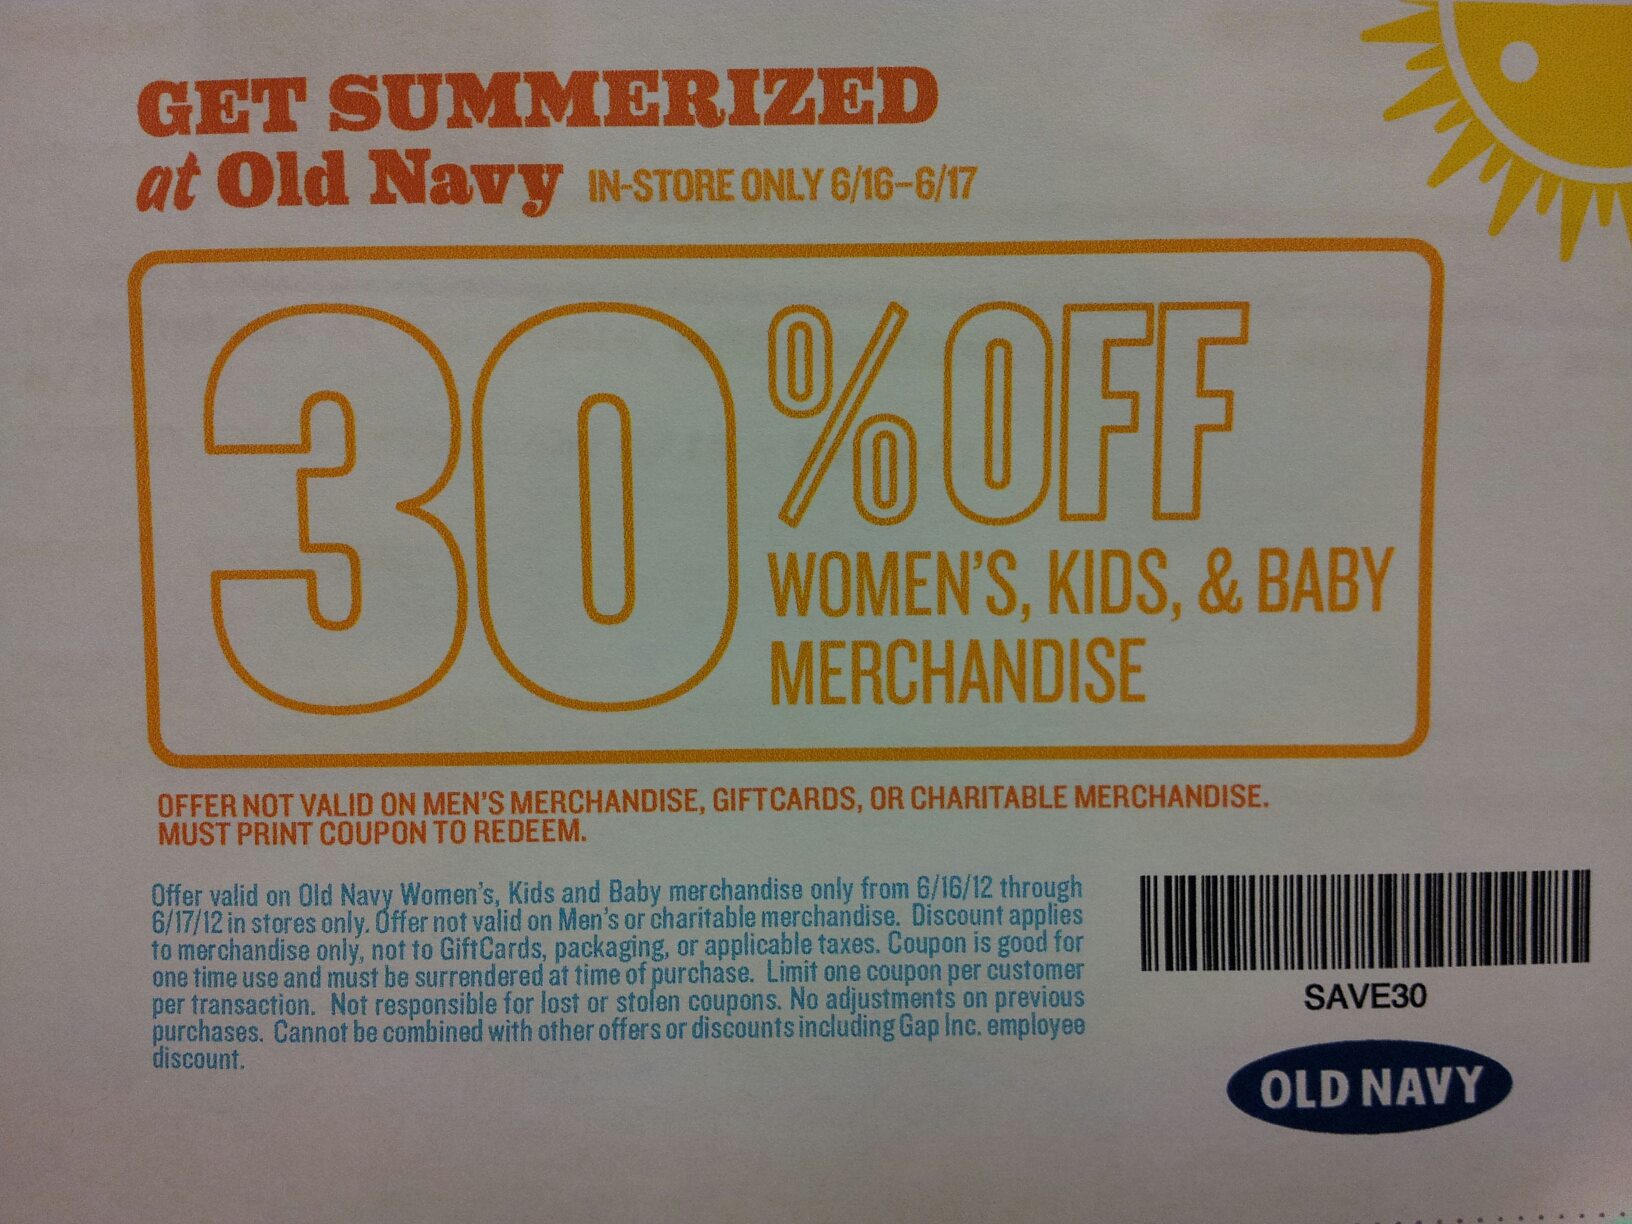 GET SUMMERIZED
at Old Navy IN-STORE ONLY 6/16-6/17
30% OFF
WOMEN'S, KIDS, & BABY
MERCHANDISE
OFFER NOT VALID ON MEN'S MERCHANDISE, GIFTCARDS, OR CHARITABLE MERCHANDISE.
MUST PRINT COUPON TO REDEEM.
Offer valid on Old Navy Women's, Kids and Baby merchandise only from 6/16/12 through
6/17/12 in stores only. Offer not valid on Men's or charitable merchandise. Discount applies
to merchandise only, not to GiftCards, packaging, or applicable taxes. Coupon is good for
one time use and must be surrendered at time of purchase. Limit one coupon per customer
per transaction. Not responsible for lost or stolen coupons. No adjustments on previous
purchases. Cannot be combined with other offers or discounts including Gap Inc. employee
discount.
SAVE30
OLD NAVY